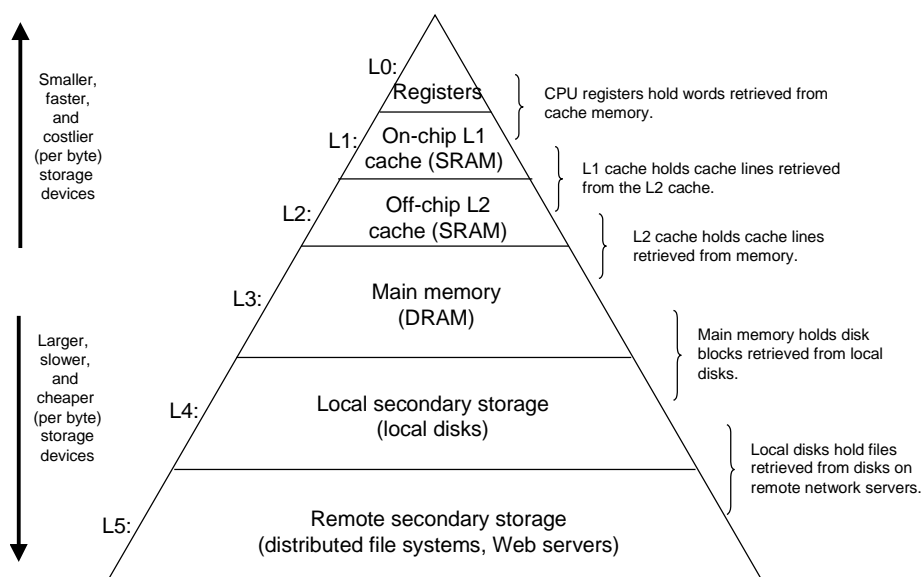 Smaller,
faster,
and
costlier
(per byte)
storage
devices
Larger,
slower,
and
cheaper
(per byte)
storage
devices
L0:
Registers
L1:
On-chip L1
cache (SRAM)
L2:
Off-chip L2
cache (SRAM)
L3:
Main memory
(DRAM)
L4:
Local secondary storage
(local disks)
L5:
Remote secondary storage
(distributed file systems, Web servers)
CPU registers hold words retrieved from
cache memory.
L1 cache holds cache lines retrieved
from the L2 cache.
L2 cache holds cache lines
retrieved from memory.
Main memory holds disk
blocks retrieved from local
disks.
Local disks hold files
retrieved from disks on
remote network servers.